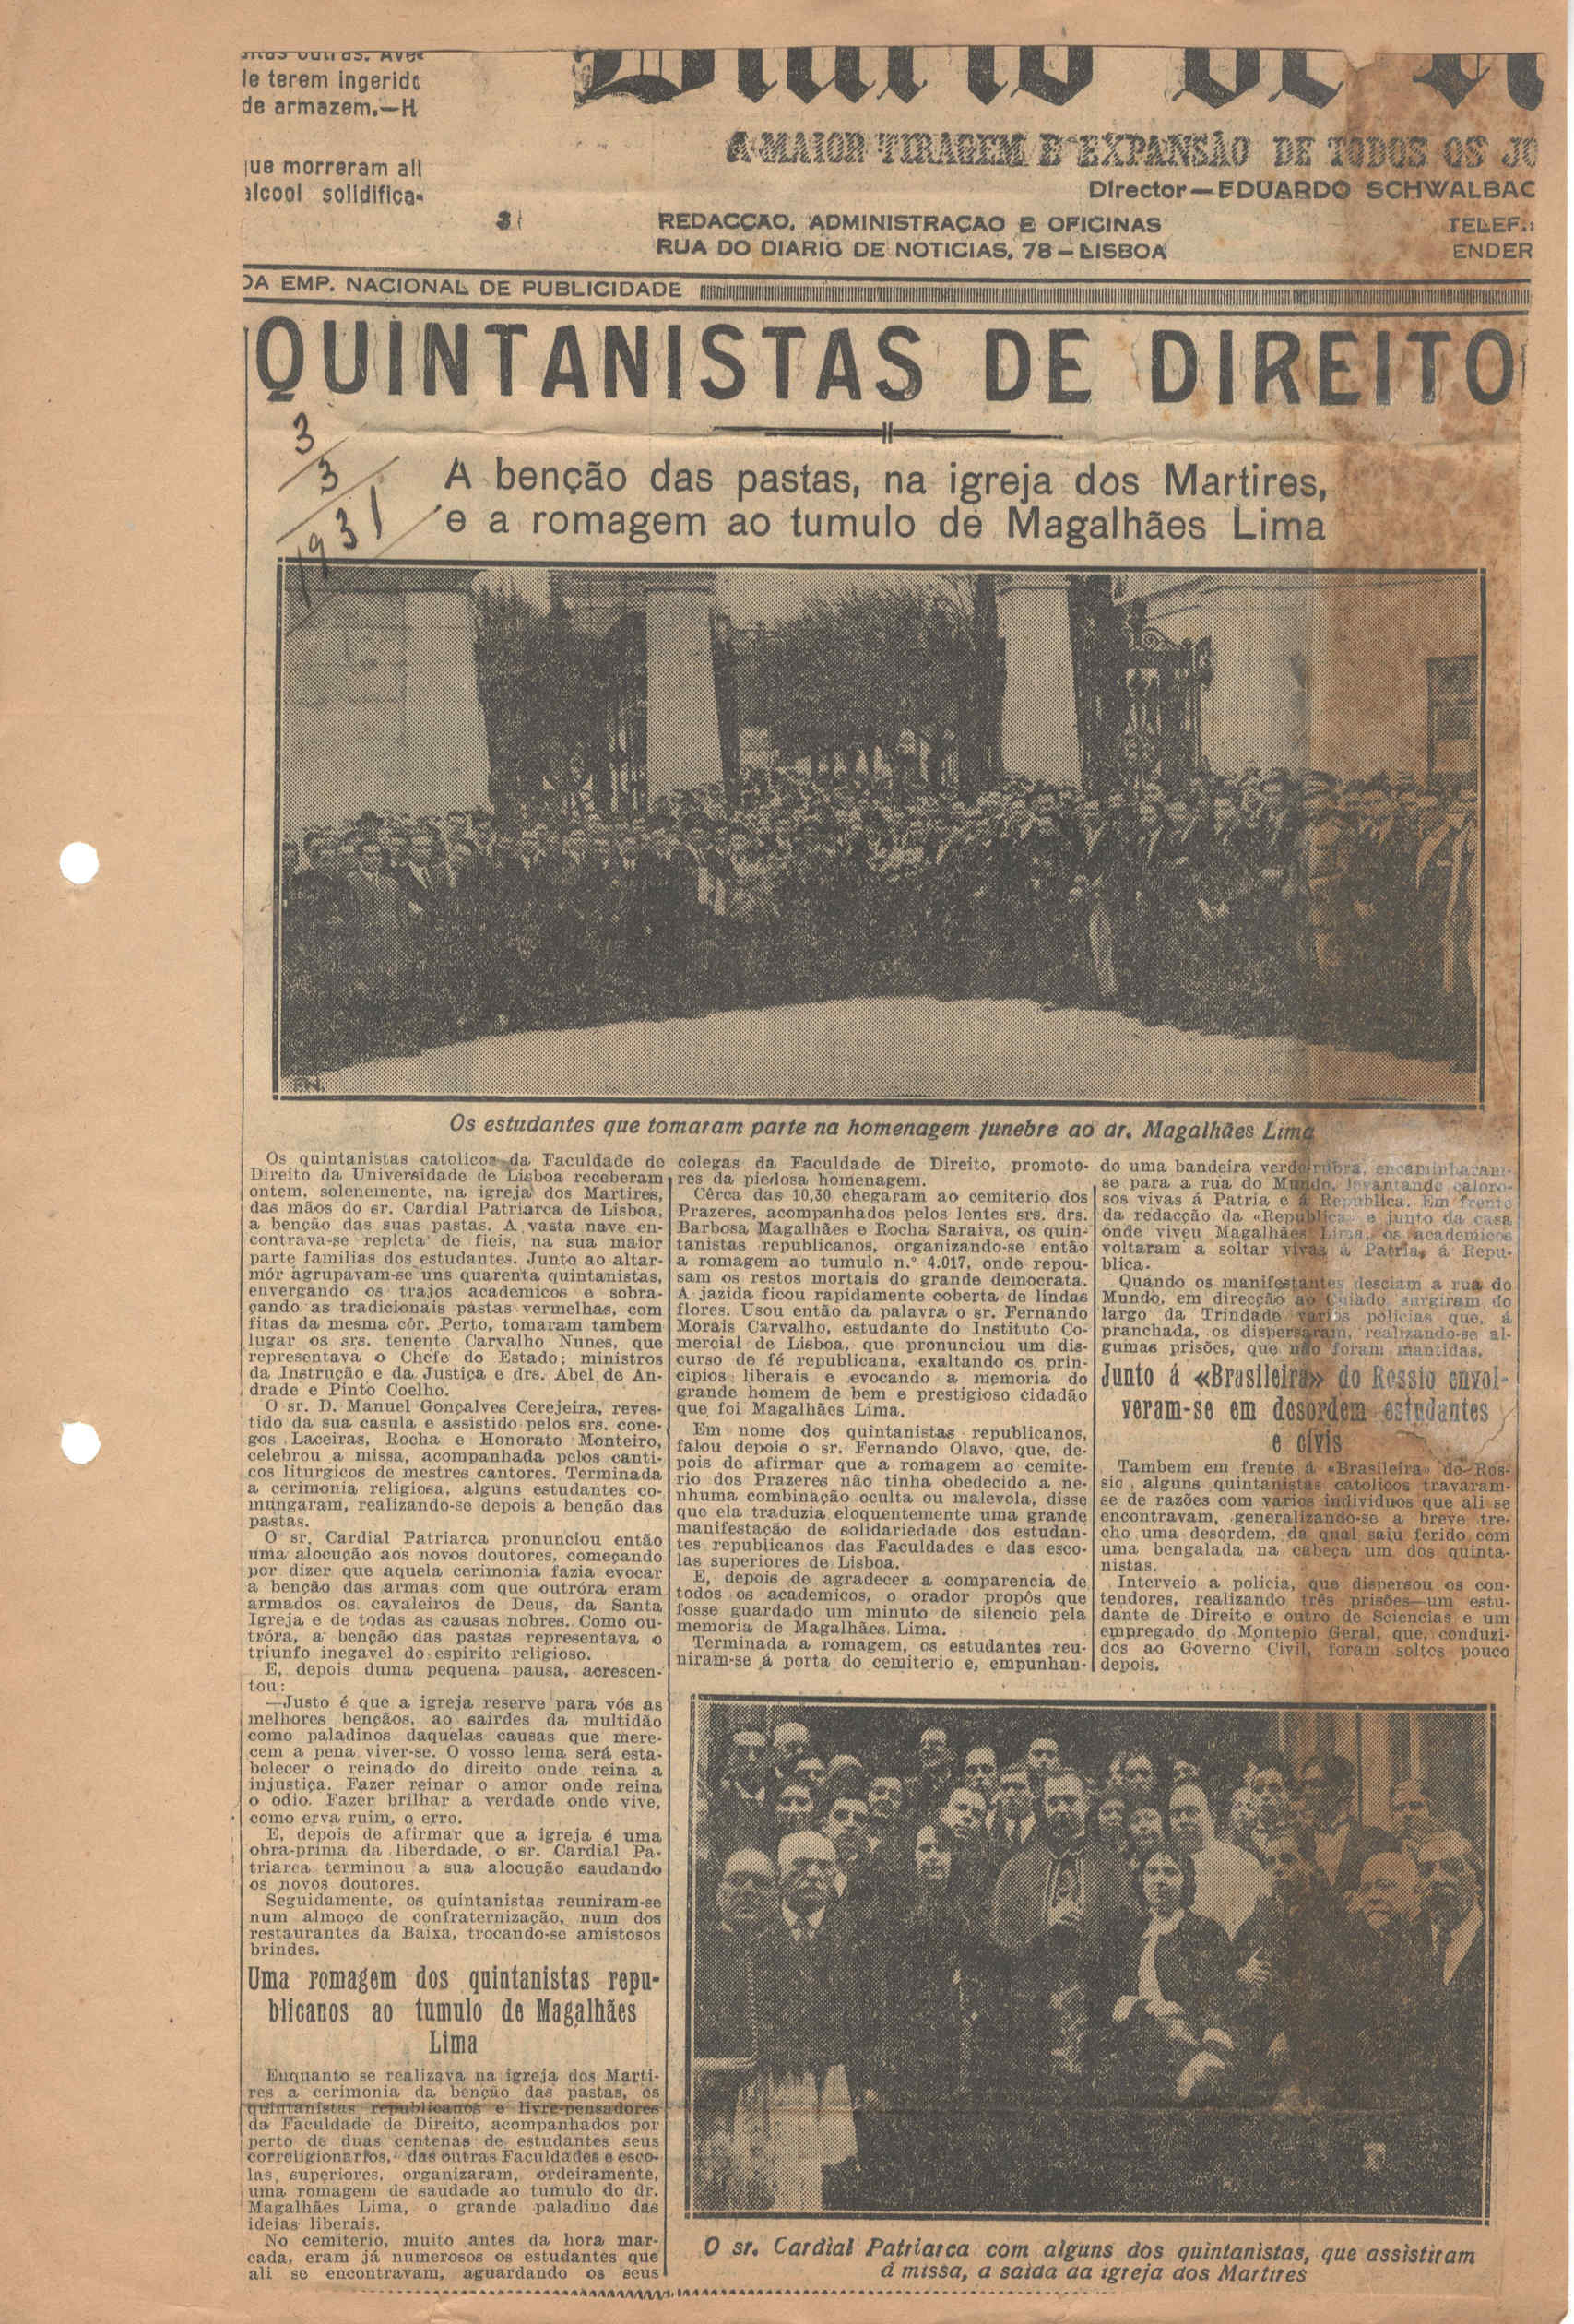 le terem ingerido
de armazem.—H
que morreram ali
alcool solidifica-
Diario de N
A MAIOR TIRAGEM E EXPANSÃO DE TODOS OS JO
Director—EDUARDO SCHWALBAC
REDACÇÃO, ADMINISTRAÇÃO E OFICINAS
RUA DO DIARIO DE NOTICIAS, 78—LISBOA
TELEF.:
ENDER
DA EMP. NACIONAL DE PUBLICIDADE
QUINTANISTAS DE DIREITO
3/3/1931
A benção das pastas, na igreja dos Martires,
e a romagem ao tumulo de Magalhães Lima
F.N.
Os estudantes que tomaram parte na homenagem funebre ao dr. Magalhães Lima
Os quintanistas catolicos da Faculdade de
Direito da Universidade de Lisboa receberam
ontem, solenemente, na igreja dos Martires,
das mãos do sr. Cardial Patriarca de Lisboa,
a benção das suas pastas. A vasta nave en-
contrava-se repleta de fieis, na sua maior
parte familias dos estudantes. Junto ao altar-
mór agrupavam-se uns quarenta quintanistas,
envergando os trajos academicos e sobra-
çando as tradicionais pastas vermelhas, com
fitas da mesma côr. Perto, tomaram tambem
lugar os srs. tenente Carvalho Nunes, que
representava o Chefe do Estado; ministros
da Instrução e da Justiça e drs. Abel de An-
drade e Pinto Coelho.
O sr. D. Manuel Gonçalves Cerejeira, reves-
tido da sua casula e assistido pelos srs. cone-
gos Laceiras, Rocha e Honorato Monteiro,
celebrou a missa, acompanhada pelos canti-
cos liturgicos de mestres cantores. Terminada
a cerimonia religiosa, alguns estudantes co-
mungaram, realizando-se depois a benção das
pastas.
O sr. Cardial Patriarca pronunciou então
uma alocução aos novos doutores, começando
por dizer que aquela cerimonia fazia evocar
a benção das armas com que outróra eram
armados os cavaleiros de Deus, da Santa
Igreja e de todas as causas nobres. Como ou-
tróra, a benção das pastas representava o
triunfo inegavel do espirito religioso.
E, depois duma pequena pausa, acrescen-
tou:
—Justo é que a igreja reserve para vós as
melhores bençãos, ao sairdes da multidão
como paladinos daquelas causas que mere-
cem a pena viver-se. O vosso lema será esta-
belecer o reinado do direito onde reina a
injustiça. Fazer reinar o amor onde reina
o odio. Fazer brilhar a verdade onde vive,
como erva ruim, o erro.
E, depois de afirmar que a igreja é uma
obra-prima da liberdade, o sr. Cardial Pa-
triarca terminou a sua alocução saudando
os novos doutores.
Seguidamente, os quintanistas reuniram-se
num almoço de confraternização, num dos
restaurantes da Baixa, trocando-se amistosos
brindes.
Uma romagem dos quintanistas repu-
blicanos ao tumulo de Magalhães
Lima
Enquanto se realizava na igreja dos Marti-
res a cerimonia da benção das pastas, os
quintanistas republicanos e livre-pensadores
da Faculdade de Direito, acompanhados por
perto de duas centenas de estudantes seus
correligionarios, das outras Faculdades e esco-
las superiores, organizaram, ordeiramente,
uma romagem de saudade ao tumulo do dr.
Magalhães Lima, o grande paladino das
ideias liberais.
No cemiterio, muito antes da hora mar-
cada, eram já numerosos os estudantes que
ali se encontravam, aguardando os seus
colegas da Faculdade de Direito, promoto-
res da piedosa homenagem.
Cêrca das 10,30 chegaram ao cemiterio dos
Prazeres, acompanhados pelos lentes srs. drs.
Barbosa Magalhães e Rocha Saraiva, os quin-
tanistas republicanos, organizando-se então
a romagem ao tumulo n.º 4.017, onde repou-
sam os restos mortais do grande democrata.
A jazida ficou rapidamente coberta de lindas
flores. Usou então da palavra o sr. Fernando
Morais Carvalho, estudante do Instituto Co-
mercial de Lisboa, que pronunciou um dis-
curso de fé republicana, exaltando os prin-
cipios liberais e evocando a memoria do
grande homem de bem e prestigioso cidadão
que foi Magalhães Lima.
Em nome dos quintanistas republicanos,
falou depois o sr. Fernando Olavo, que, de-
pois de afirmar que a romagem ao cemite-
rio dos Prazeres não tinha obedecido a ne-
nhuma combinação oculta ou malevola, disse
que ela traduzia eloquentemente uma grande
manifestação de solidariedade dos estudan-
tes republicanos das Faculdades e das esco-
las superiores de Lisboa.
E, depois de agradecer a comparencia de
todos os academicos, o orador propôs que
fosse guardado um minuto de silencio pela
memoria de Magalhães Lima.
Terminada a romagem, os estudantes reu-
niram-se á porta do cemiterio e, empunhan-
do uma bandeira verde rubra, encaminharam-
se para a rua do Mundo, levantando caloro-
sos vivas á Patria e á Republica. Em frente
da redacção da «Republica» e junto da casa
onde viveu Magalhães Lima, os academicos
voltaram a soltar vivas á Patria, á Repu-
blica.
Quando os manifestantes desciam a rua do
Mundo, em direcção ao Chiado surgiram do
largo da Trindade varios policias que, á
pranchada, os dispersaram, realizando-se al-
gumas prisões, que não foram mantidas.
Junto á «Brasileira» do Rossio envol-
veram-se em desordem estudantes
e civis
Tambem em frente á «Brasileira» do Ros-
sio, alguns quintanistas catolicos travaram-
se de razões com varios individuos que ali se
encontravam, generalizando-se a breve tre-
cho uma desordem, da qual saiu ferido com
uma bengalada na cabeça um dos quinta-
nistas.
Interveio a policia, que dispersou os con-
tendores, realizando três prisões—um estu-
dante de Direito e outro de Sciencias e um
empregado do Montepio Geral, que, conduzi-
dos ao Governo Civil, foram soltos pouco
depois.
O sr. Cardial Patriarca com alguns dos quintanistas, que assistiram
á missa, a saida da igreja dos Martires